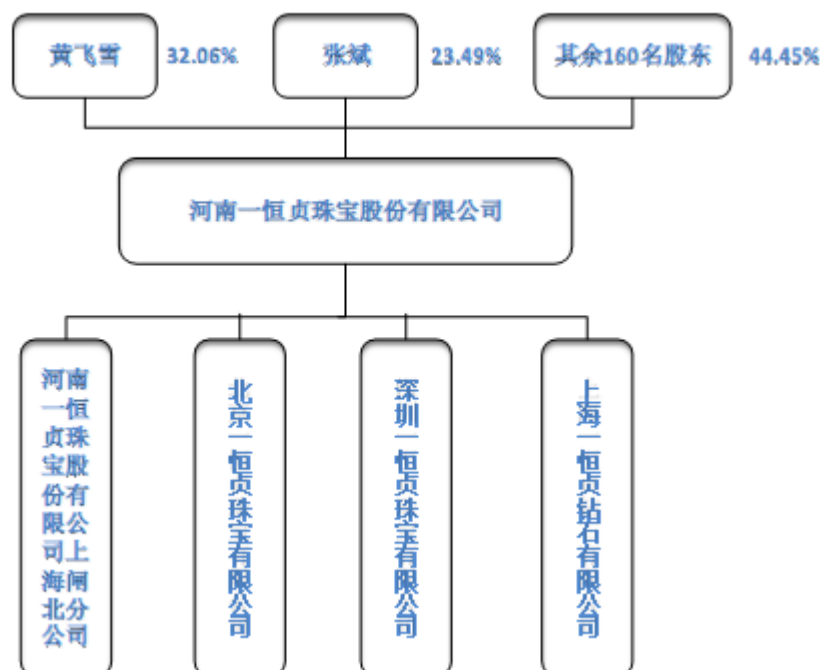 黄飞雪
32.06%
张斌
23.49%
其余160名股东
44.45%
河南一恒贞珠宝股份有限公司
河南
一恒
贞珠
宝股
份有
限公
司上
海闸
北分
公司
北京一恒贞珠宝有限公司
深圳一恒贞珠宝有限公司
上海一恒贞钻石有限公司